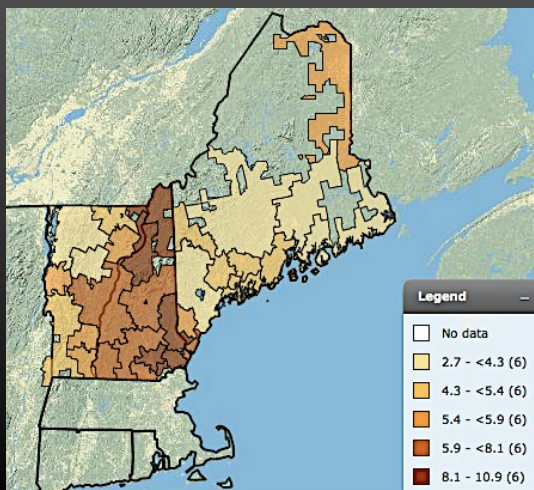 Legend –
No data
2.7 - <4.3 (6)
4.3 - <5.4 (6)
5.4 - <5.9 (6)
5.9 - <8.1 (6)
8.1 - 10.9 (6)